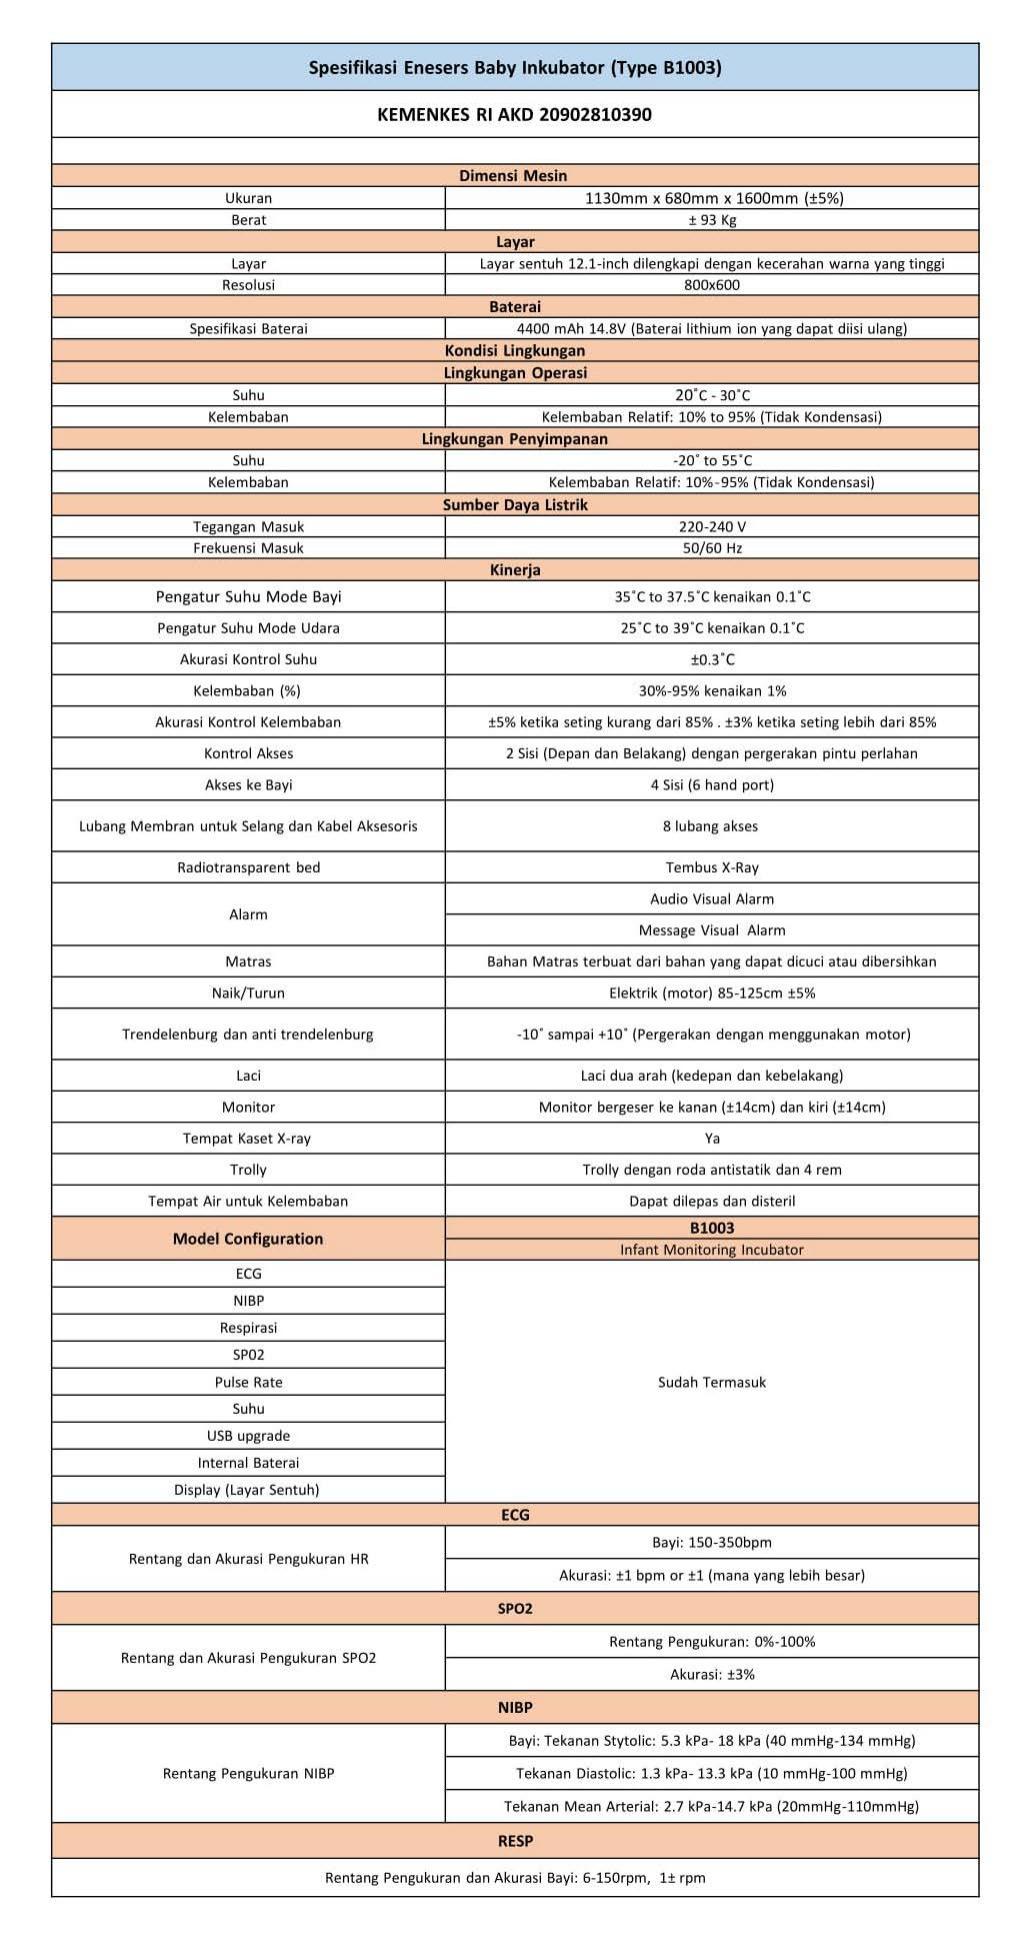 Spesifikasi Enesers Baby Inkubator (Type B1003)
KEMENKES RI AKD 20902810390
Dimensi Mesin
Ukuran 1130mm x 680mm x 1600mm (±5%)
Berat ± 93 Kg
Layar
Layar Layar sentuh 12.1-inch dilengkapi dengan kecerahan warna yang tinggi
Resolusi 800x600
Baterai
Spesifikasi Baterai 4400 mAh 14.8V (Baterai lithium ion yang dapat diisi ulang)
Kondisi Lingkungan
Lingkungan Operasi
Suhu 20˚C - 30˚C
Kelembaban Kelembaban Relatif: 10% to 95% (Tidak Kondensasi)
Lingkungan Penyimpanan
Suhu -20˚ to 55˚C
Kelembaban Kelembaban Relatif: 10%-95% (Tidak Kondensasi)
Sumber Daya Listrik
Tegangan Masuk 220-240 V
Frekuensi Masuk 50/60 Hz
Kinerja
Pengatur Suhu Mode Bayi 35˚C to 37.5˚C kenaikan 0.1˚C
Pengatur Suhu Mode Udara 25˚C to 39˚C kenaikan 0.1˚C
Akurasi Kontrol Suhu ±0.3˚C
Kelembaban (%) 30%-95% kenaikan 1%
Akurasi Kontrol Kelembaban ±5% ketika seting kurang dari 85% . ±3% ketika seting lebih dari 85%
Kontrol Akses 2 Sisi (Depan dan Belakang) dengan pergerakan pintu perlahan
Akses ke Bayi 4 Sisi (6 hand port)
Lubang Membran untuk Selang dan Kabel Aksesoris 8 lubang akses
Radiotransparent bed Tembus X-Ray
Alarm Audio Visual Alarm
Message Visual Alarm
Matras Bahan Matras terbuat dari bahan yang dapat dicuci atau dibersihkan
Naik/Turun Elektrik (motor) 85-125cm ±5%
Trendelenburg dan anti trendelenburg -10˚ sampai +10˚ (Pergerakan dengan menggunakan motor)
Laci Laci dua arah (kedepan dan kebelakang)
Monitor Monitor bergeser ke kanan (±14cm) dan kiri (±14cm)
Tempat Kaset X-ray Ya
Trolly Trolly dengan roda antistatik dan 4 rem
Tempat Air untuk Kelembaban Dapat dilepas dan disteril
Model Configuration B1003
Infant Monitoring Incubator
ECG
NIBP
Respirasi
SP02
Pulse Rate Sudah Termasuk
Suhu
USB upgrade
Internal Baterai
Display (Layar Sentuh)
ECG
Rentang dan Akurasi Pengukuran HR Bayi: 150-350bpm
Akurasi: ±1 bpm or ±1 (mana yang lebih besar)
SPO2
Rentang dan Akurasi Pengukuran SPO2 Rentang Pengukuran: 0%-100%
Akurasi: ±3%
NIBP
Rentang Pengukuran NIBP Bayi: Tekanan Stytolic: 5.3 kPa- 18 kPa (40 mmHg-134 mmHg)
Tekanan Diastolic: 1.3 kPa- 13.3 kPa (10 mmHg-100 mmHg)
Tekanan Mean Arterial: 2.7 kPa-14.7 kPa (20mmHg-110mmHg)
RESP
Rentang Pengukuran dan Akurasi Bayi: 6-150rpm, 1± rpm